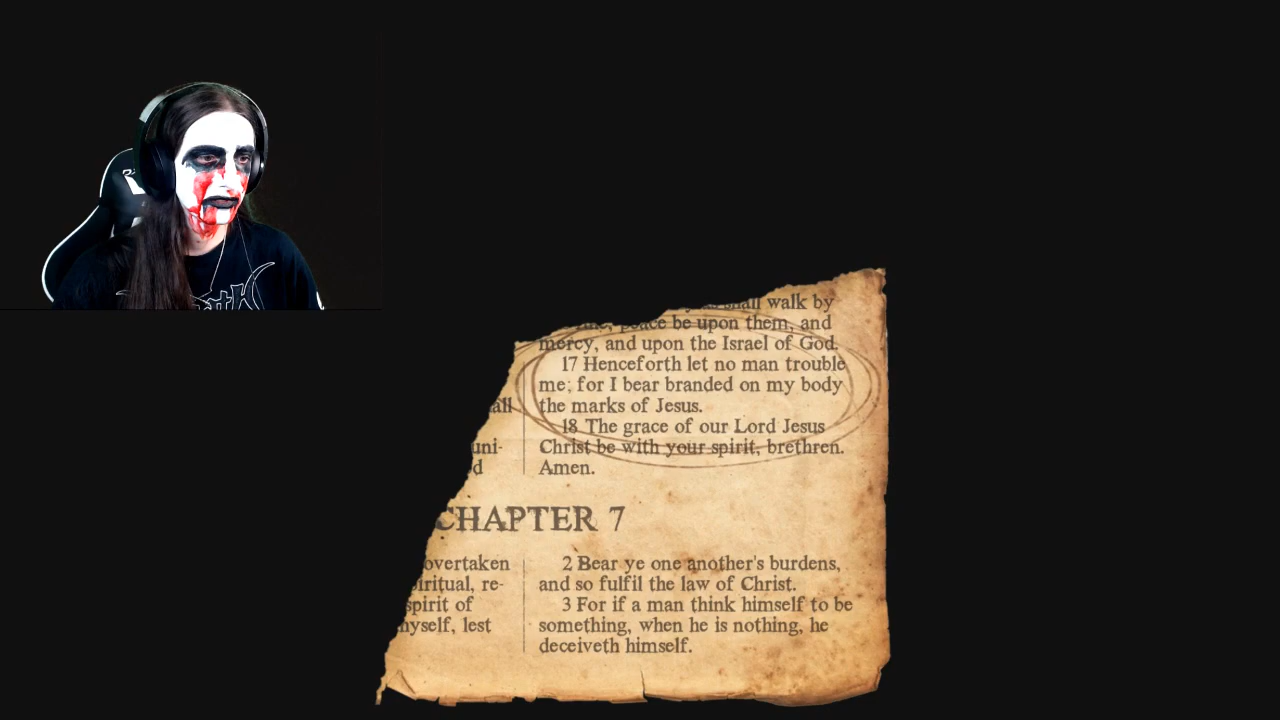 shall walk by
peace be upon them, and
mercy, and upon the Israel of God.
17 Henceforth let no man trouble
me; for I bear branded on my body
the marks of Jesus.
18 The grace of our Lord Jesus
Christ be with your spirit, brethren.
Amen.
CHAPTER 7
overtaken
re-
spirit of
lest
2 Bear ye one another's burdens,
and so fulfil the law of Christ.
3 For if a man think himself to be
something, when he is nothing, he
deceiveth himself.